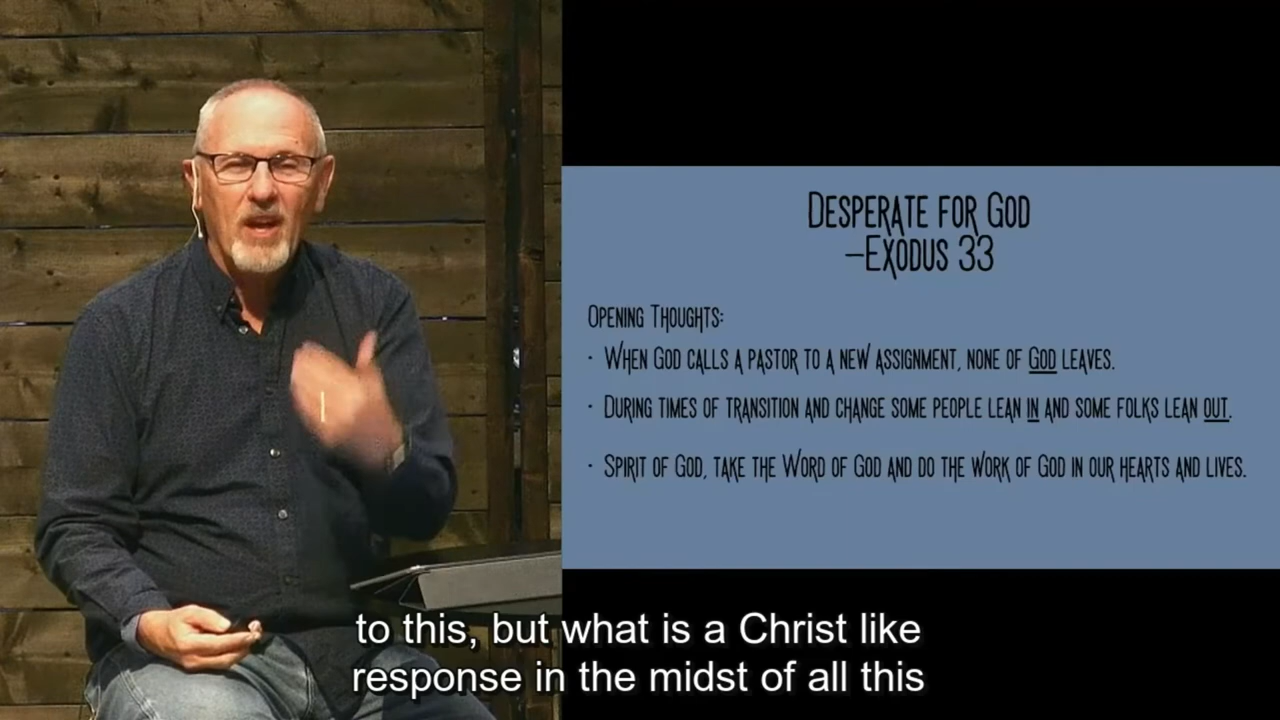 Desperate for God
–Exodus 33
Opening Thoughts:
· When God calls a pastor to a new assignment, none of God leaves.
· During times of transition and change some people lean in and some folks lean out.
· Spirit of God, take the Word of God and do the work of God in our hearts and lives.
to this, but what is a Christ like
response in the midst of all this